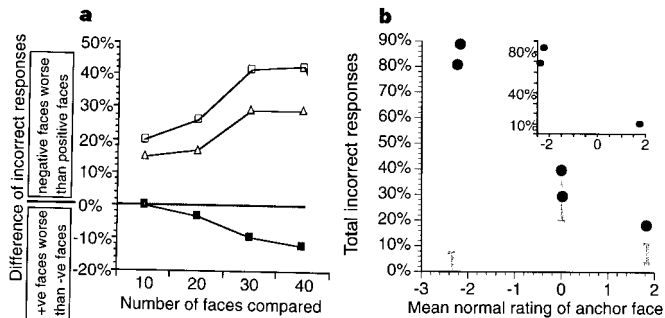 a
50%
40%
30%
20%
10%
0%
-10%
-20%
10 20 30 40
Number of faces compared
Difference of incorrect responses
negative faces worse
than positive faces
+ve faces worse
than -ve faces
b
90%
80%
70%
60%
50%
40%
30%
20%
10%
0%
-3 -2 -1 0 1 2
Mean normal rating of anchor face
Total incorrect responses
80%
40%
10%
-2 0 2